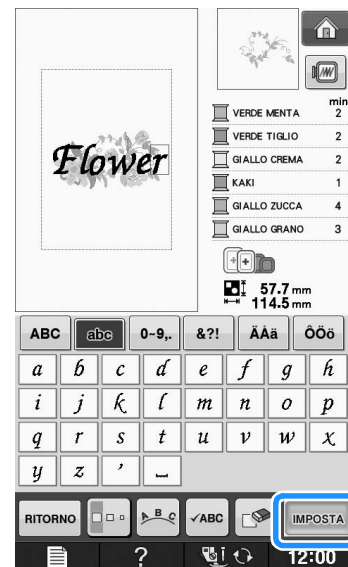 min
VERDE MENTA 2
VERDE TIGLIO 2
GIALLO CREMA 2
KAKI 1
GIALLO ZUCCA 4
GIALLO GRANO 3
Flower
57.7 mm
114.5 mm
ABC abc 0~9,. &?! ÄÅä ÔÖö
a b c d e f g h
i j k l m n o p
q r s t u v w x
y z ’ _
RITORNO A B C ✓ABC IMPOSTA
? 12:00